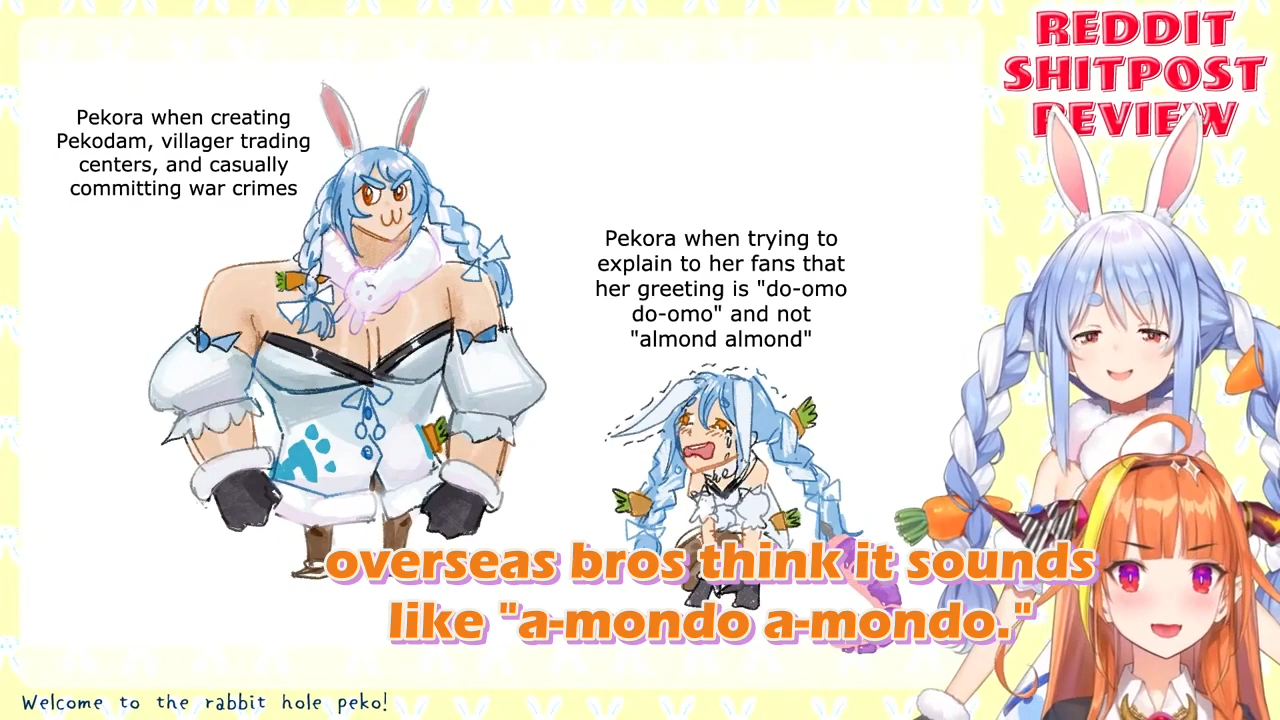 REDDIT
SHITPOST
REVIEW
Pekora when creating
Pekodam, villager trading
centers, and casually
committing war crimes
Pekora when trying to
explain to her fans that
her greeting is "do-omo
do-omo" and not
"almond almond"
overseas bros think it sounds
like "a-mondo a-mondo."
Welcome to the rabbit hole peko!